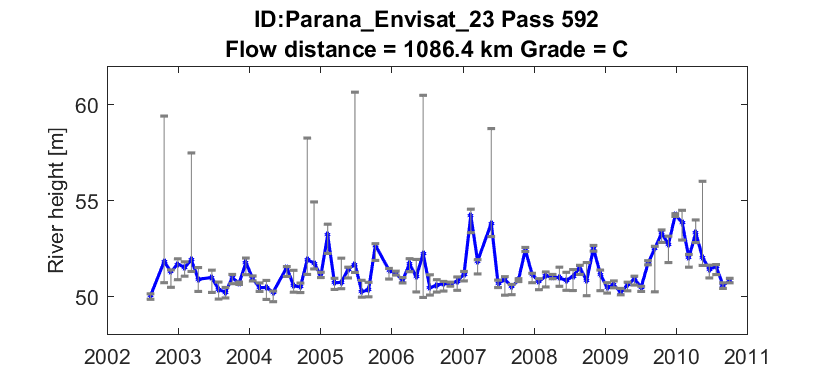 ID:Parana_Envisat_23 Pass 592
Flow distance = 1086.4 km Grade = C
River height [m]
60
55
50
2002 2003 2004 2005 2006 2007 2008 2009 2010 2011